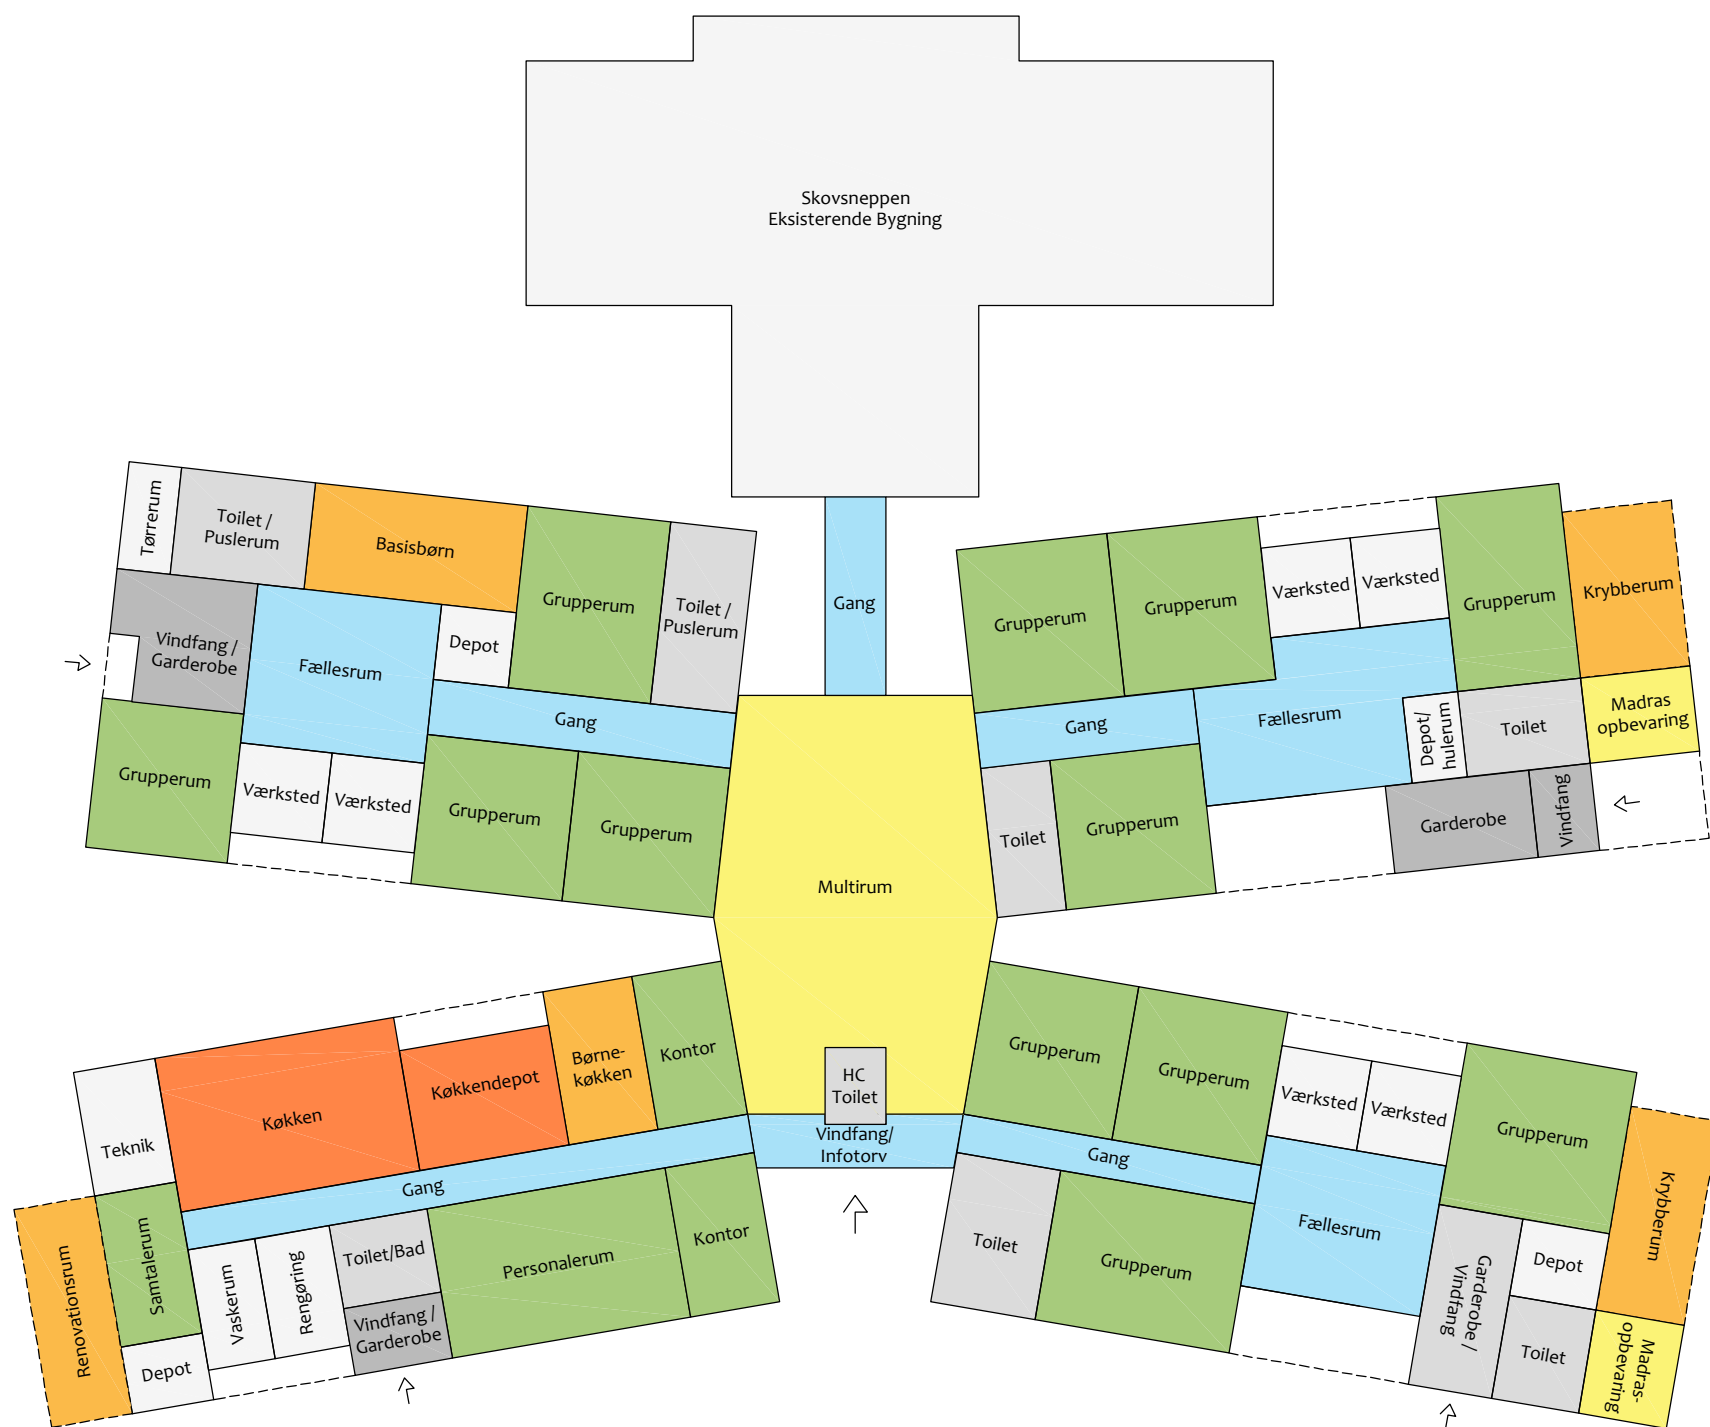 Skovsneppen
Eksisterende Bygning
Gang
Tørrerum
Toilet /
Puslerum
Basisbørn
Grupperum
Toilet /
Puslerum
Vindfang /
Garderobe
Fællesrum
Depot
Gang
Grupperum
Værksted
Værksted
Grupperum
Grupperum
Grupperum
Grupperum
Værksted
Værksted
Grupperum
Krybberum
Gang
Fællesrum
Depot/
hulerum
Toilet
Madras
opbevaring
Toilet
Grupperum
Garderobe
Vindfang
Multirum
HC
Toilet
Vindfang/
Infotorv
Teknik
Køkken
Køkkendepot
Børne-
køkken
Kontor
Gang
Renovationsrum
Samtalerum
Depot
Vaskerum
Rengøring
Toilet/Bad
Vindfang /
Garderobe
Personalerum
Kontor
Grupperum
Grupperum
Værksted
Værksted
Grupperum
Krybberum
Gang
Toilet
Grupperum
Fællesrum
Garderobe /
Vindfang
Depot
Toilet
Madras-
opbevaring